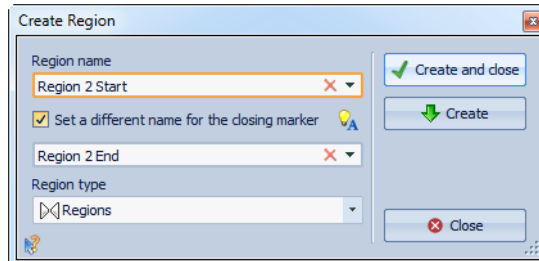 Create Region
Region name
Region 2 Start
Set a different name for the closing marker
Region 2 End
Region type
Regions
Create and close
Create
Close